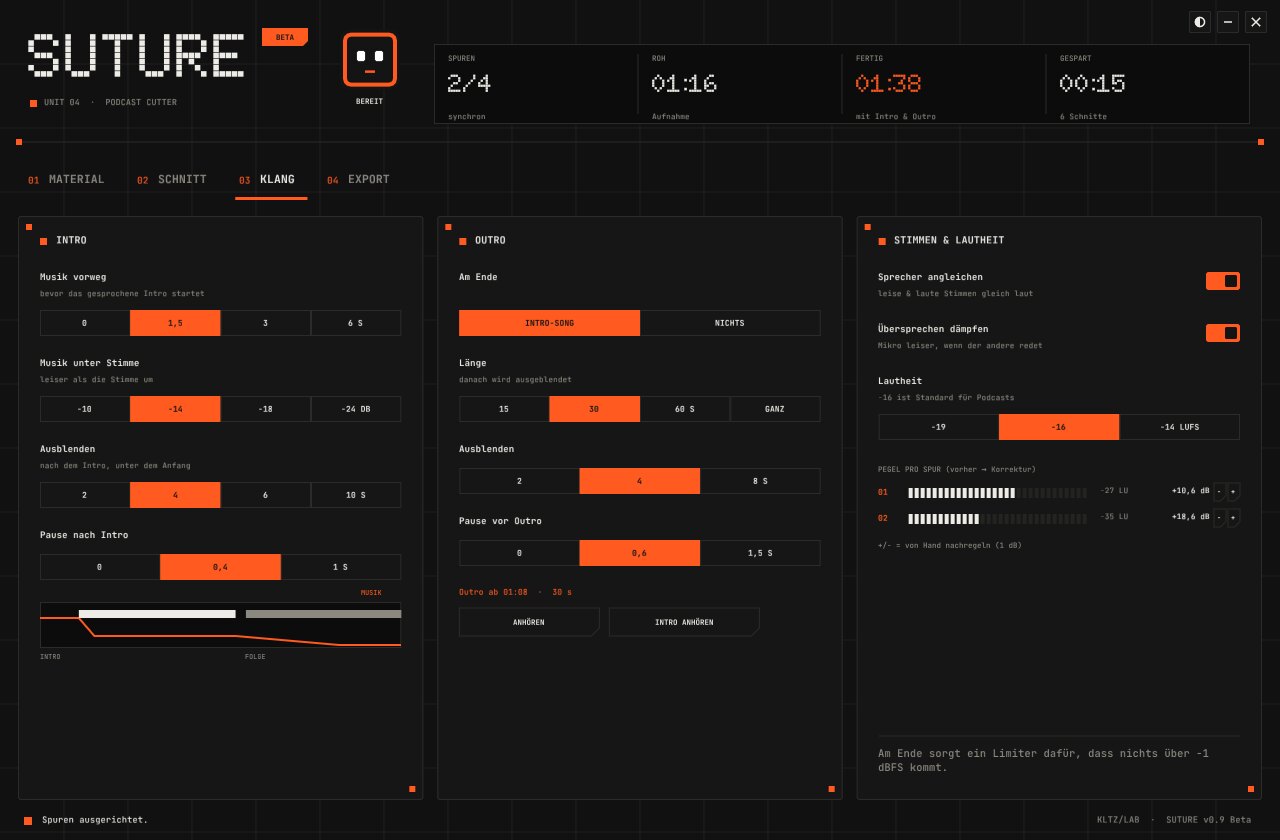 SUTURE BETA
UNIT 04 · PODCAST CUTTER
BEREIT
SPUREN ROH FERTIG GESPART
2/4 01:16 01:38 00:15
synchron Aufnahme mit Intro & Outro 6 Schnitte
01 MATERIAL 02 SCHNITT 03 KLANG 04 EXPORT
INTRO
Musik vorweg
bevor das gesprochene Intro startet
0 1,5 3 6 S
Musik unter Stimme
leiser als die Stimme um
-10 -14 -18 -24 DB
Ausblenden
nach dem Intro, unter dem Anfang
2 4 6 10 S
Pause nach Intro
0 0,4 1 S
MUSIK
INTRO FOLGE
OUTRO
Am Ende
INTRO-SONG NICHTS
Länge
danach wird ausgeblendet
15 30 60 S GANZ
Ausblenden
2 4 8 S
Pause vor Outro
0 0,6 1,5 S
Outro ab 01:08 · 30 s
ANHÖREN INTRO ANHÖREN
STIMMEN & LAUTHEIT
Sprecher angleichen
leise & laute Stimmen gleich laut
Übersprechen dämpfen
Mikro leiser, wenn der andere redet
Lautheit
-16 ist Standard für Podcasts
-19 -16 -14 LUFS
PEGEL PRO SPUR (vorher → Korrektur)
01 -27 LU +10,6 dB - +
02 -35 LU +18,6 dB - +
+/- = von Hand nachregeln (1 dB)
Am Ende sorgt ein Limiter dafür, dass nichts über -1
dBFS kommt.
Spuren ausgerichtet.
KLTZ/LAB · SUTURE v0.9 Beta